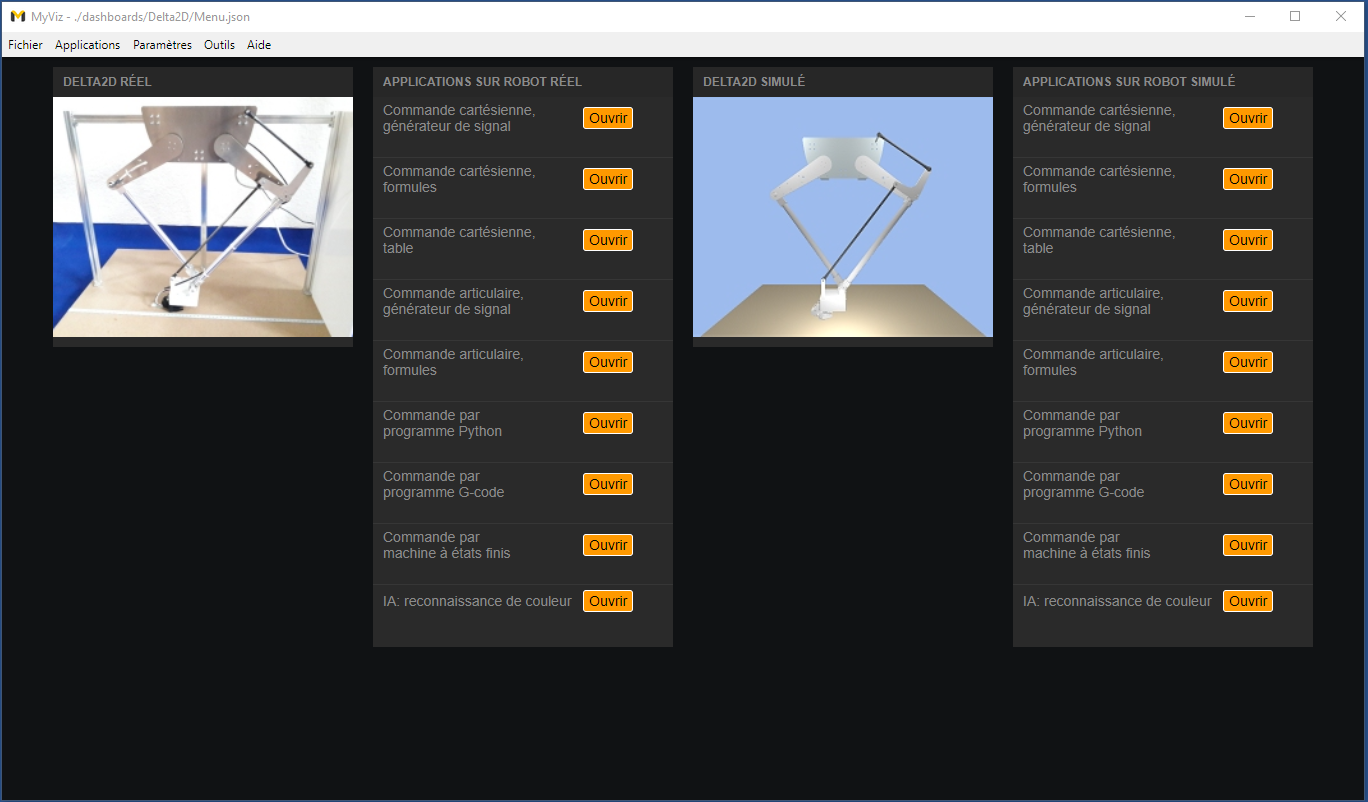 MyViz - ./dashboards/Delta2D/Menu.json
Fichier Applications Paramètres Outils Aide
DELTA2D RÉEL
APPLICATIONS SUR ROBOT RÉEL
Commande cartésienne,
générateur de signal
Ouvrir
Commande cartésienne,
formules
Ouvrir
Commande cartésienne,
table
Ouvrir
Commande articulaire,
générateur de signal
Ouvrir
Commande articulaire,
formules
Ouvrir
Commande par
programme Python
Ouvrir
Commande par
programme G-code
Ouvrir
Commande par
machine à états finis
Ouvrir
IA: reconnaissance de couleur
Ouvrir
DELTA2D SIMULÉ
APPLICATIONS SUR ROBOT SIMULÉ
Commande cartésienne,
générateur de signal
Ouvrir
Commande cartésienne,
formules
Ouvrir
Commande cartésienne,
table
Ouvrir
Commande articulaire,
générateur de signal
Ouvrir
Commande articulaire,
formules
Ouvrir
Commande par
programme Python
Ouvrir
Commande par
programme G-code
Ouvrir
Commande par
machine à états finis
Ouvrir
IA: reconnaissance de couleur
Ouvrir